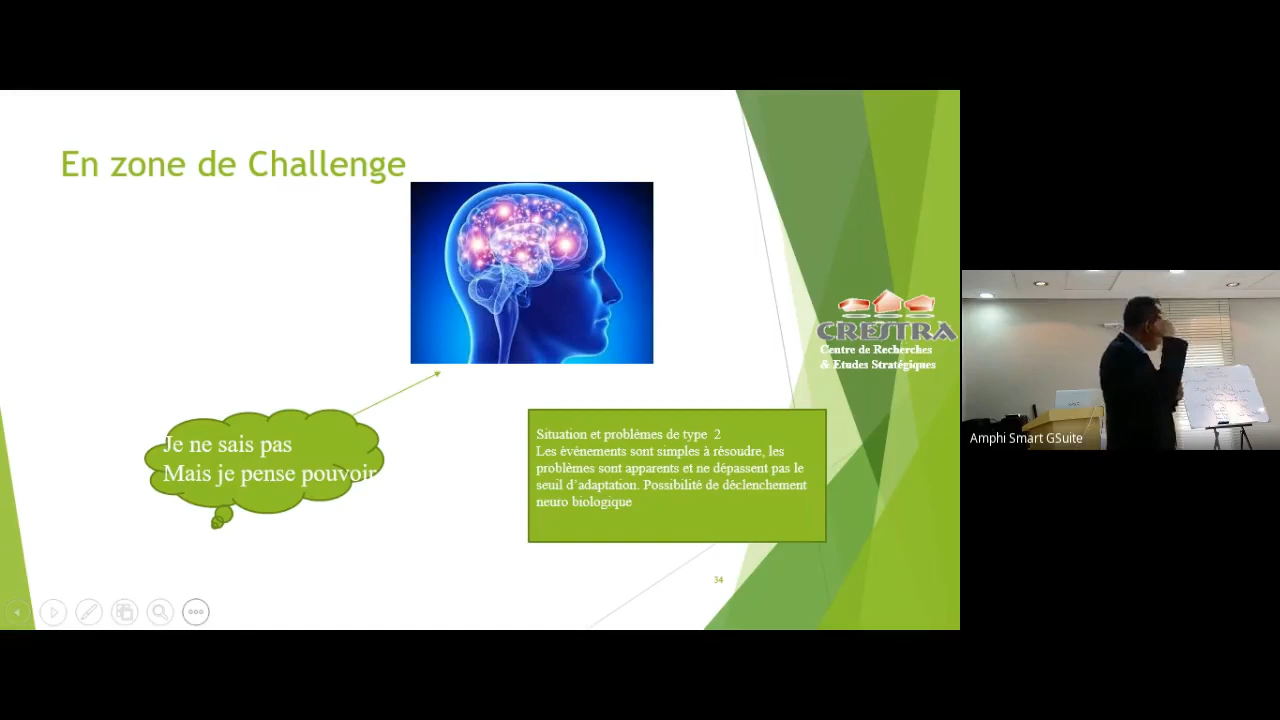 En zone de Challenge
CRESTRA
Centre de Recherches
& Etudes Stratégiques
Je ne sais pas
Mais je pense pouvoir
Situation et problèmes de type 2
Les événements sont simples à résoudre, les
problèmes sont apparents et ne dépassent pas le
seuil d'adaptation. Possibilité de déclenchement
neuro biologique
34
Amphi Smart GSuite